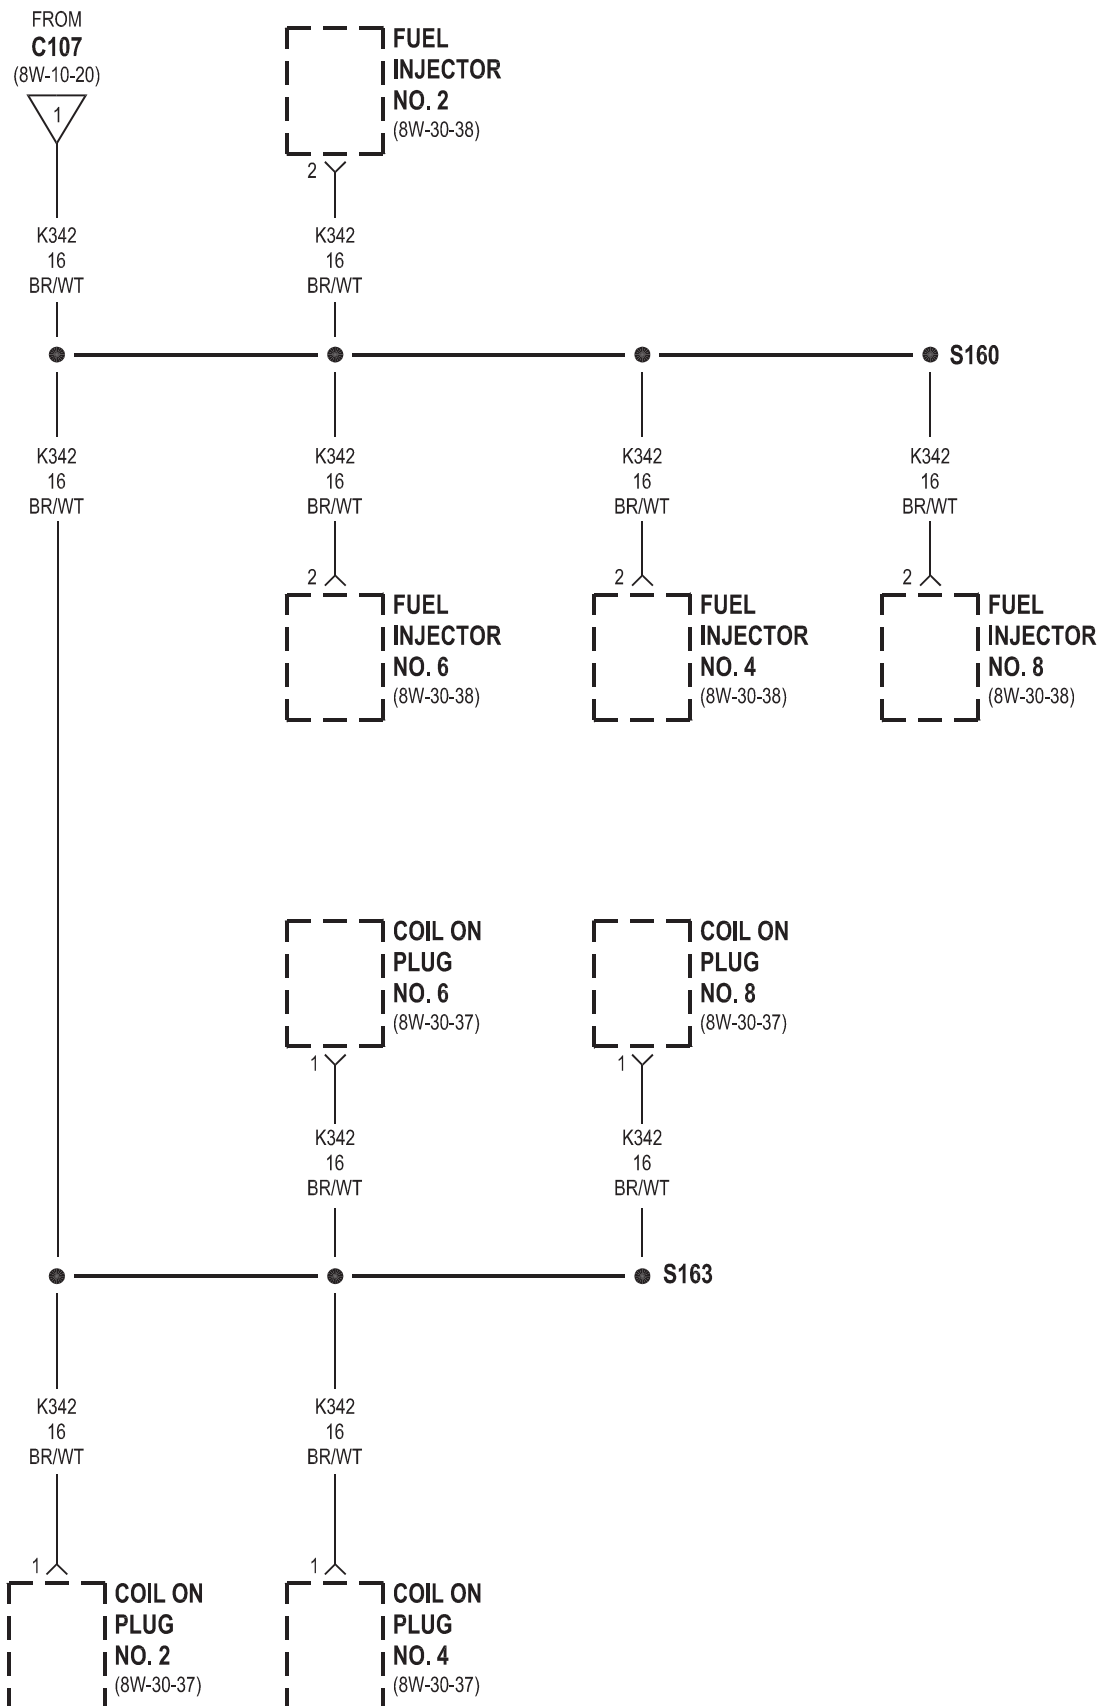 FROM
C107
(8W-10-20)
1
FUEL
INJECTOR
NO. 2
(8W-30-38)
2
K342
16
BR/WT
K342
16
BR/WT
S160
K342
16
BR/WT
K342
16
BR/WT
K342
16
BR/WT
K342
16
BR/WT
2
FUEL
INJECTOR
NO. 6
(8W-30-38)
2
FUEL
INJECTOR
NO. 4
(8W-30-38)
2
FUEL
INJECTOR
NO. 8
(8W-30-38)
COIL ON
PLUG
NO. 6
(8W-30-37)
1
COIL ON
PLUG
NO. 8
(8W-30-37)
1
K342
16
BR/WT
K342
16
BR/WT
S163
K342
16
BR/WT
K342
16
BR/WT
1
COIL ON
PLUG
NO. 2
(8W-30-37)
1
COIL ON
PLUG
NO. 4
(8W-30-37)